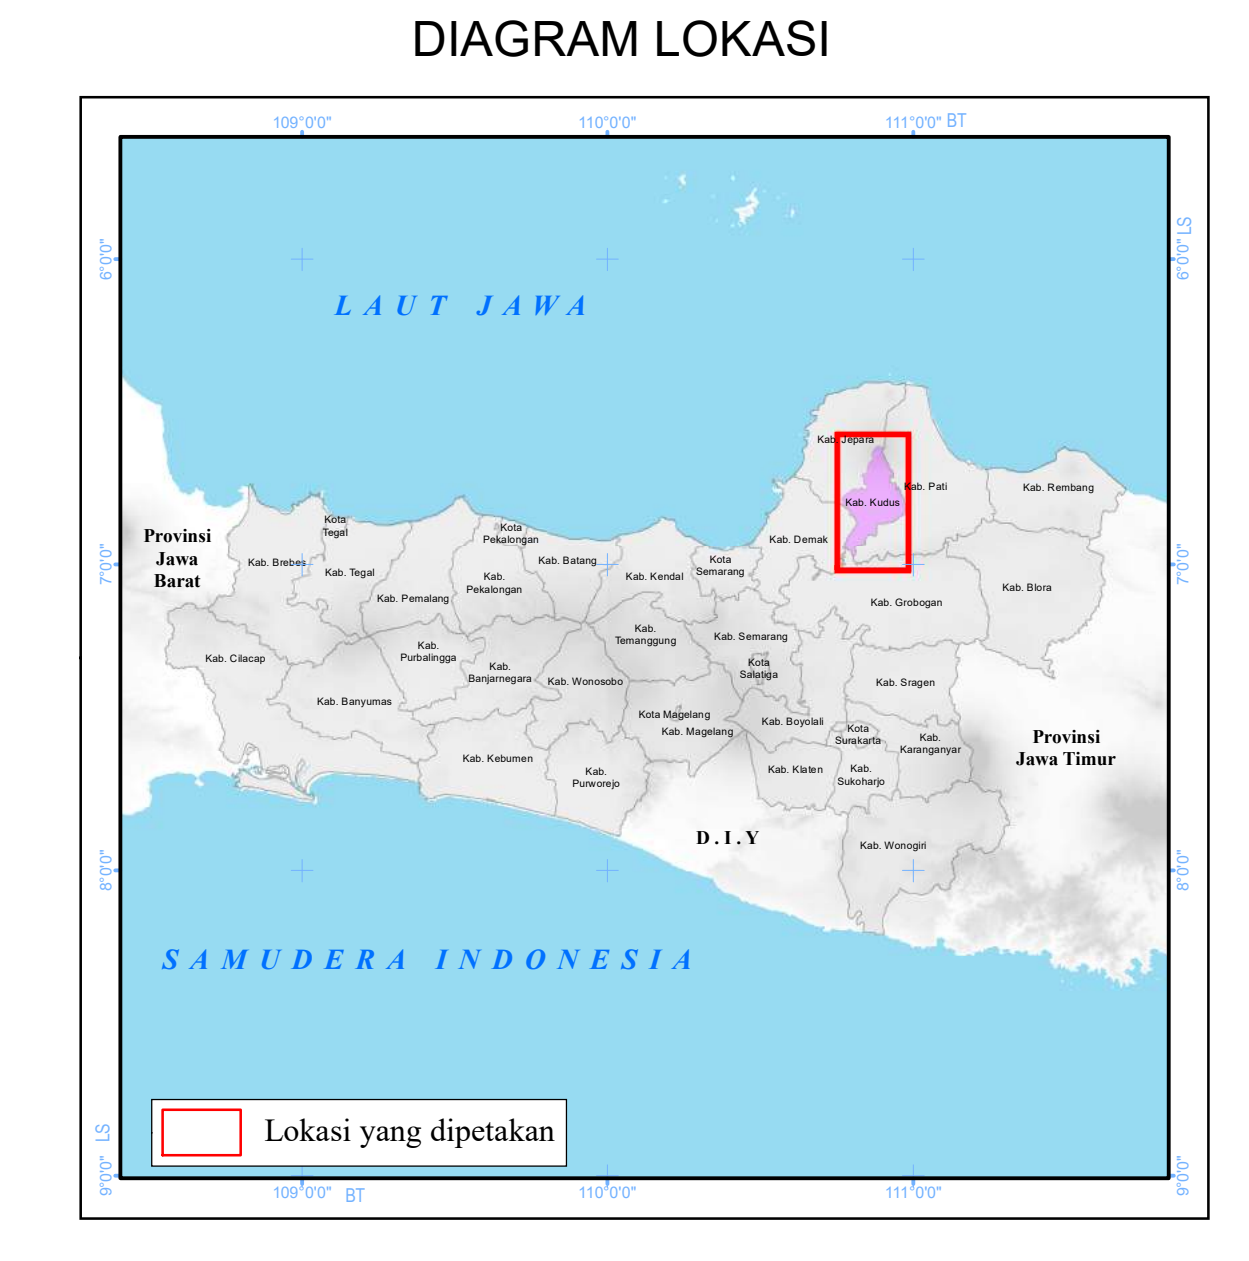 DIAGRAM LOKASI
109°0'0"
110°0'0"
111°0'0" BT
6°0'0"
6°0'0" LS
LAUT JAWA
Kab. Jepara
Kab. Pati
Kab. Rembang
Kab. Kudus
Kota
Tegal
Kota
Pekalongan
Provinsi
Jawa
Barat
Kab. Demak
Kab. Brebes
Kab. Tegal
Kab. Batang
Kota
Semarang
7°0'0"
7°0'0"
Kab.
Pekalongan
Kab. Kendal
Kab. Blora
Kab. Pemalang
Kab. Grobogan
Kab.
Temanggung
Kab. Semarang
Kab. Cilacap
Kab.
Purbalingga
Kab.
Banjarnegara
Kab. Wonosobo
Kota
Salatiga
Kab. Sragen
Kab. Banyumas
Kota Magelang
Kab. Magelang
Kab. Boyolali
Kota
Surakarta
Kab.
Karanganyar
Provinsi
Jawa Timur
Kab. Kebumen
Kab.
Purworejo
Kab. Klaten
Kab.
Sukoharjo
D.I.Y
Kab. Wonogiri
8°0'0"
8°0'0"
SAMUDERA INDONESIA
Lokasi yang dipetakan
9°0'0" LS
9°0'0"
109°0'0" BT
110°0'0"
111°0'0"